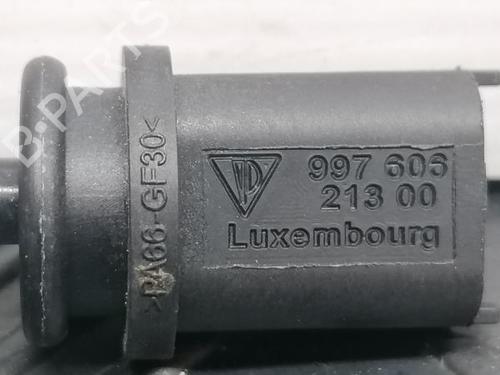 B-PARTS
>PA66-GF30<
997 606
213 00
Luxembourg